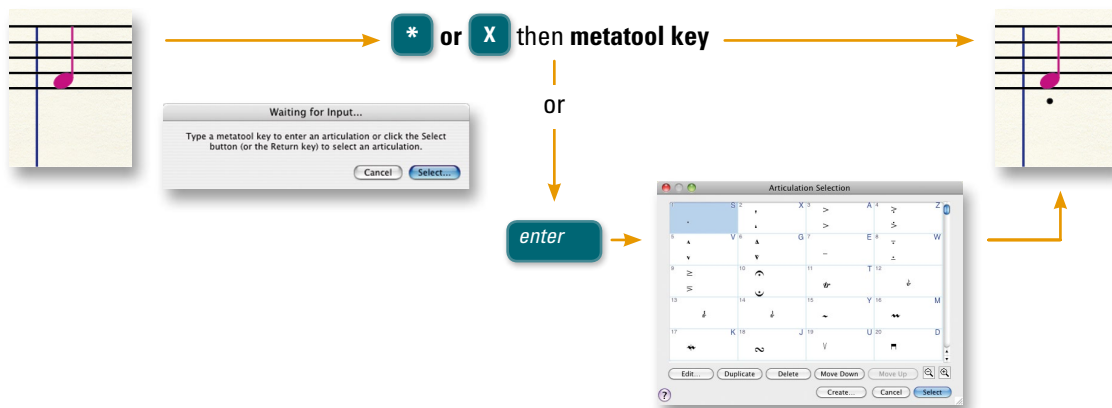 * or X then metatool key
or
Waiting for Input...
Type a metatool key to enter an articulation or click the Select
button (or the Return key) to select an articulation.
Cancel Select...
enter
Articulation Selection
1 S 2 X 3 A 4 Z
5 V 6 G 7 E 8 W
9 10 11 T 12
13 14 15 Y 16 M
17 K 18 J 19 U 20 D
Edit... Duplicate Delete Move Down Move Up
? Create... Cancel Select